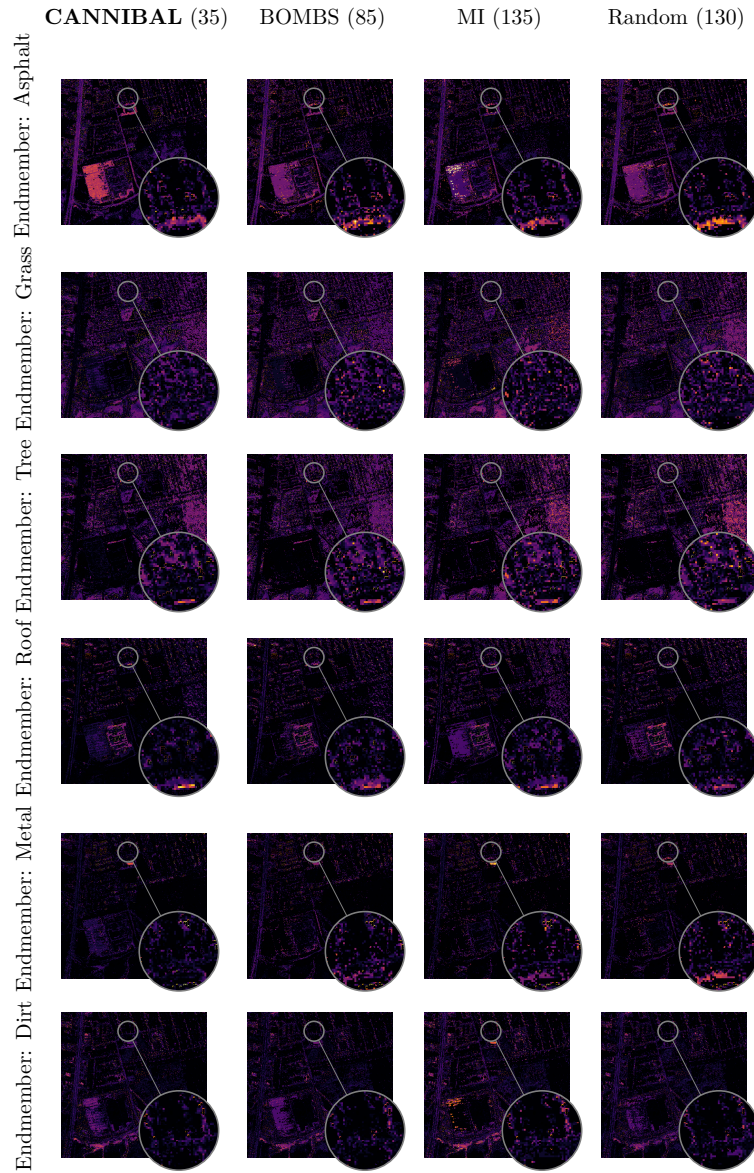 CANNIBAL (35) BOMBS (85) MI (135) Random (130)
Endmember: Asphalt
Endmember: Grass
Endmember: Tree
Endmember: Roof
Endmember: Metal
Endmember: Dirt